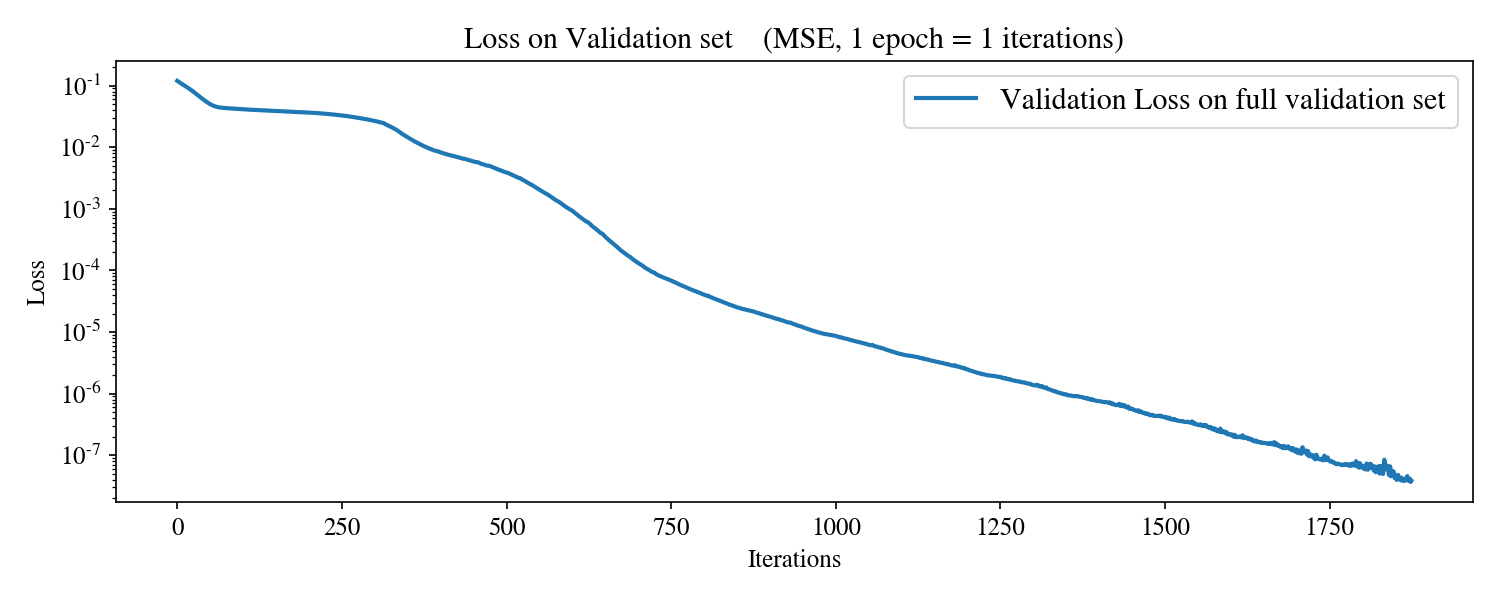 Loss on Validation set (MSE, 1 epoch = 1 iterations)
Validation Loss on full validation set
Loss
10-1
10-2
10-3
10-4
10-5
10-6
10-7
0 250 500 750 1000 1250 1500 1750
Iterations